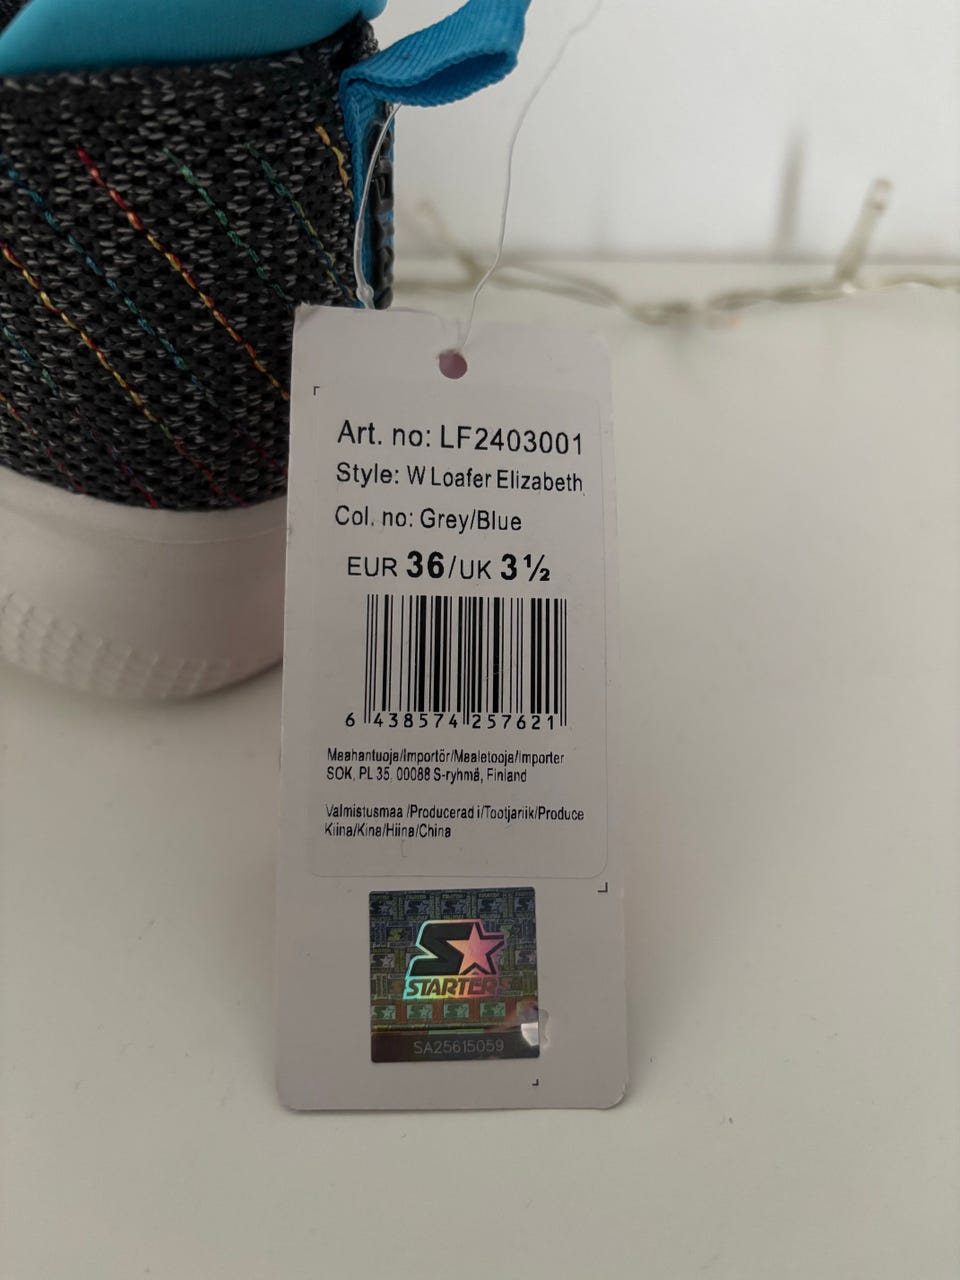 Art. no: LF2403001
Style: W Loafer Elizabeth
Col. no: Grey/Blue
EUR 36/UK 3½
6 438574 257621
Maahantuoja/Importör/Maaletooja/Importer
SOK, PL 35, 00088 S-ryhmä, Finland
Valmistusmaa /Producerad i/Tootjariik/Produce
Kiina/Kina/Hiina/China
STARTER
SA25615059